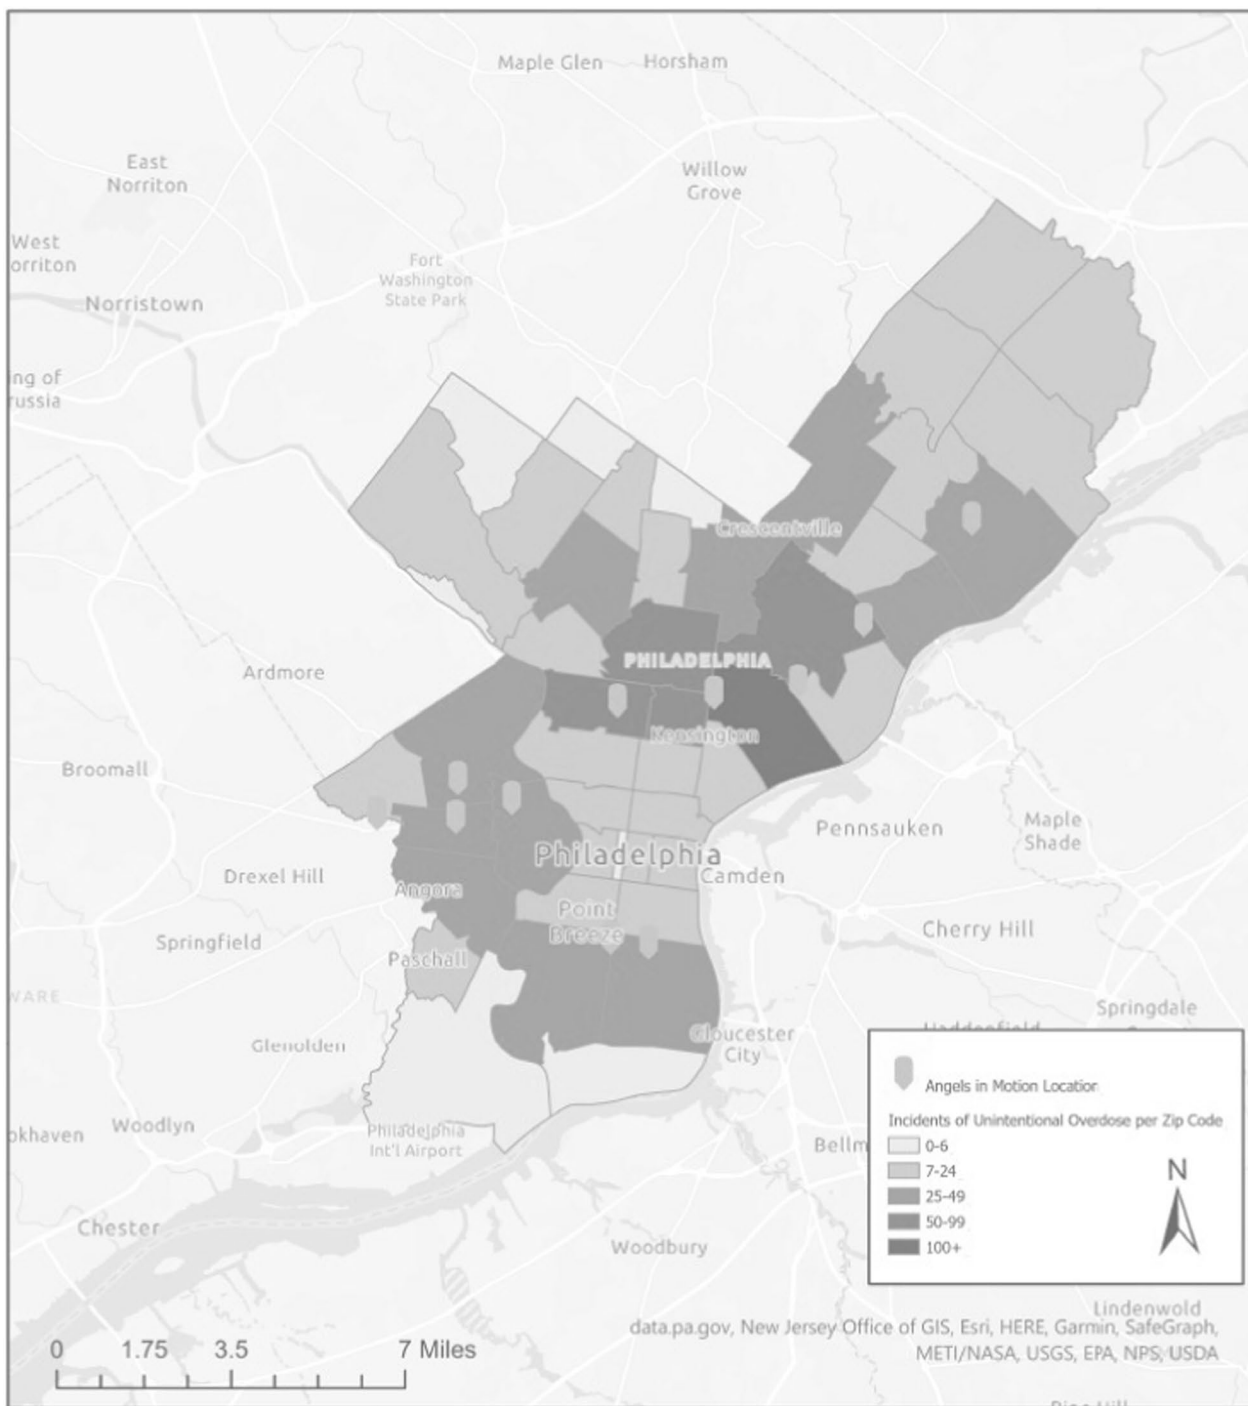 Maple Glen
Horsham
East
Norriton
Willow
Grove
West
orriton
Fort
Washington
State Park
Norristown
ing of
russia
Crescentville
PHILADELPHIA
Ardmore
Kensington
Broomall
Pennsauken
Maple
Shade
Philadelphia
Camden
Drexel Hill
Angora
Point
Breeze
Cherry Hill
Springfield
Paschall
WARE
Springdale
Gloucester
City
Glenolden
Angels in Motion Location
Incidents of Unintentional Overdose per Zip Code
0-6
7-24
25-49
50-99
100+
N
Woodlyn
okhaven
Philadelphia
Int'l Airport
Bellm
Chester
Woodbury
Lindenwold
data.pa.gov, New Jersey Office of GIS, Esri, HERE, Garmin, SafeGraph,
METI/NASA, USGS, EPA, NPS, USDA
0 1.75 3.5 7 Miles